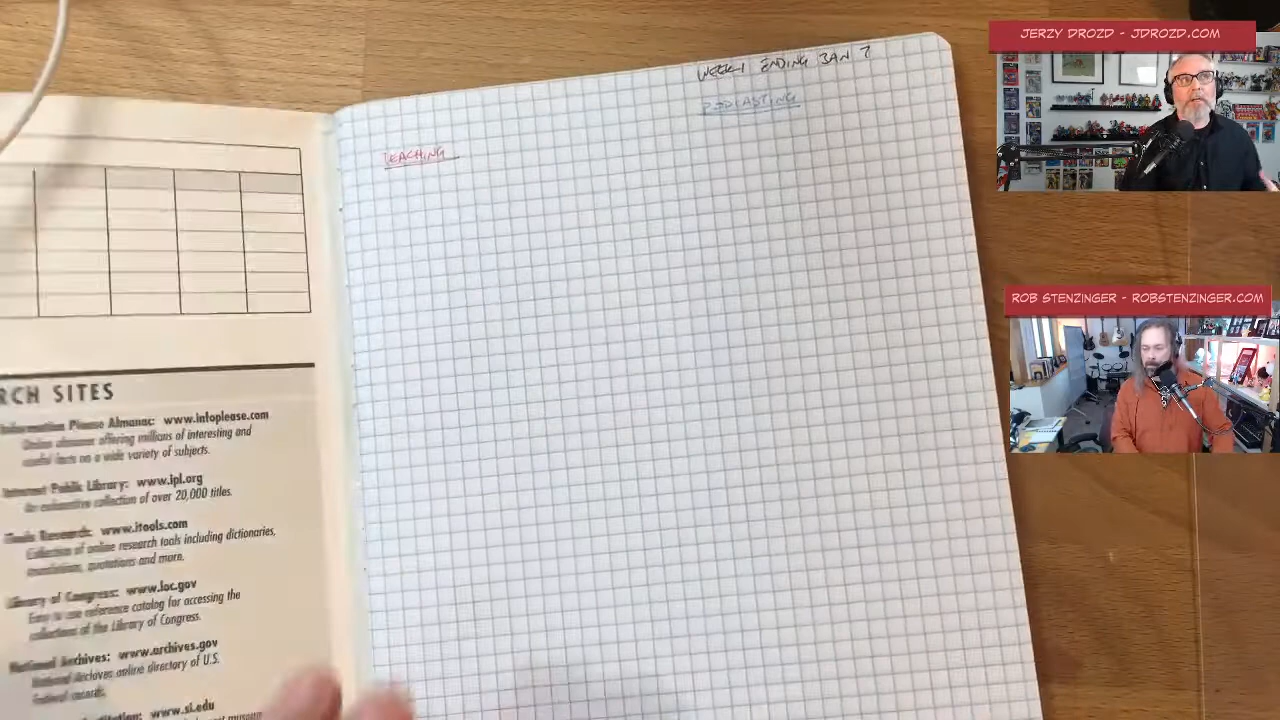 JERZY DROZD - JDROZD.COM
WEEK 1 ENDING JAN 7
PODCASTING
TEACHING
ROB STENZINGER - ROBSTENZINGER.COM
RCH SITES
Information Please Almanac: www.infoplease.com
Online almanac offering millions of interesting and
useful facts on a wide variety of subjects.
Internet Public Library: www.ipl.org
An exhaustive collection of over 20,000 titles.
iTools Research: www.itools.com
Collection of online research tools including dictionaries,
translations, quotations and more.
Library of Congress: www.loc.gov
Easy to use reference catalog for accessing the
collections of the Library of Congress.
National Archives: www.archives.gov
National Archives online directory of U.S.
Federal records.
www.si.edu